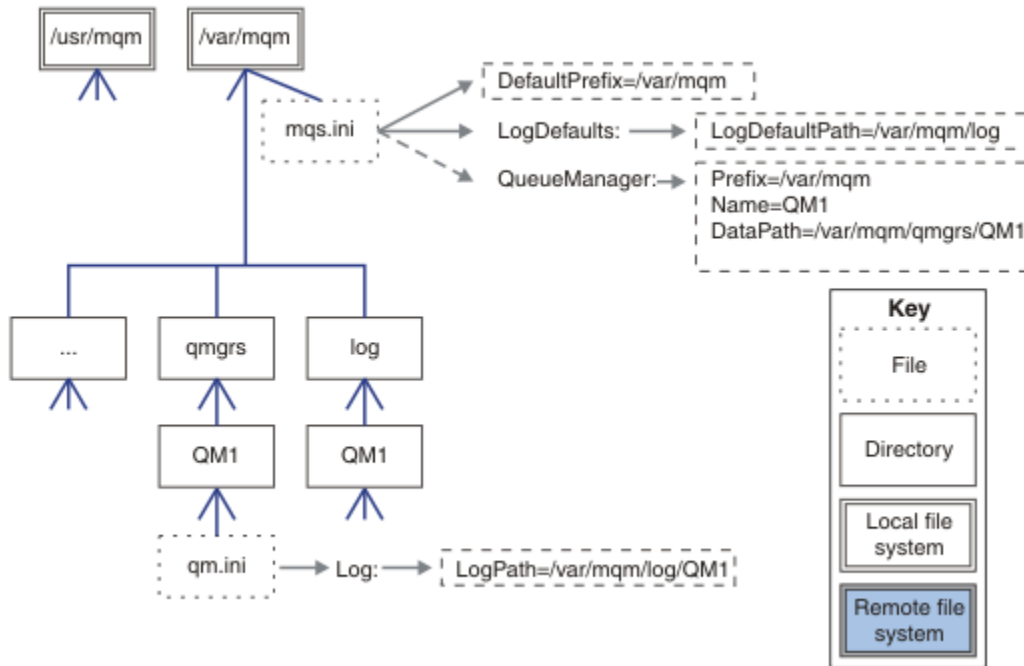 /usr/mqm
/var/mqm
mqs.ini
DefaultPrefix=/var/mqm
LogDefaults:
LogDefaultPath=/var/mqm/log
QueueManager:
Prefix=/var/mqm
Name=QM1
DataPath=/var/mqm/qmgrs/QM1
...
qmgrs
log
QM1
QM1
qm.ini
Log:
LogPath=/var/mqm/log/QM1
Key
File
Directory
Local file
system
Remote file
system